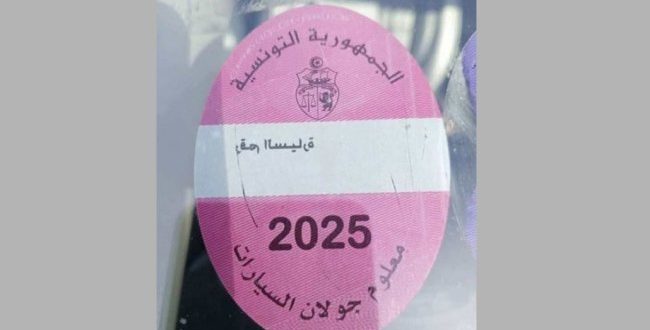 الجمهورية التونسية
2025
معلوم جولان السيارات